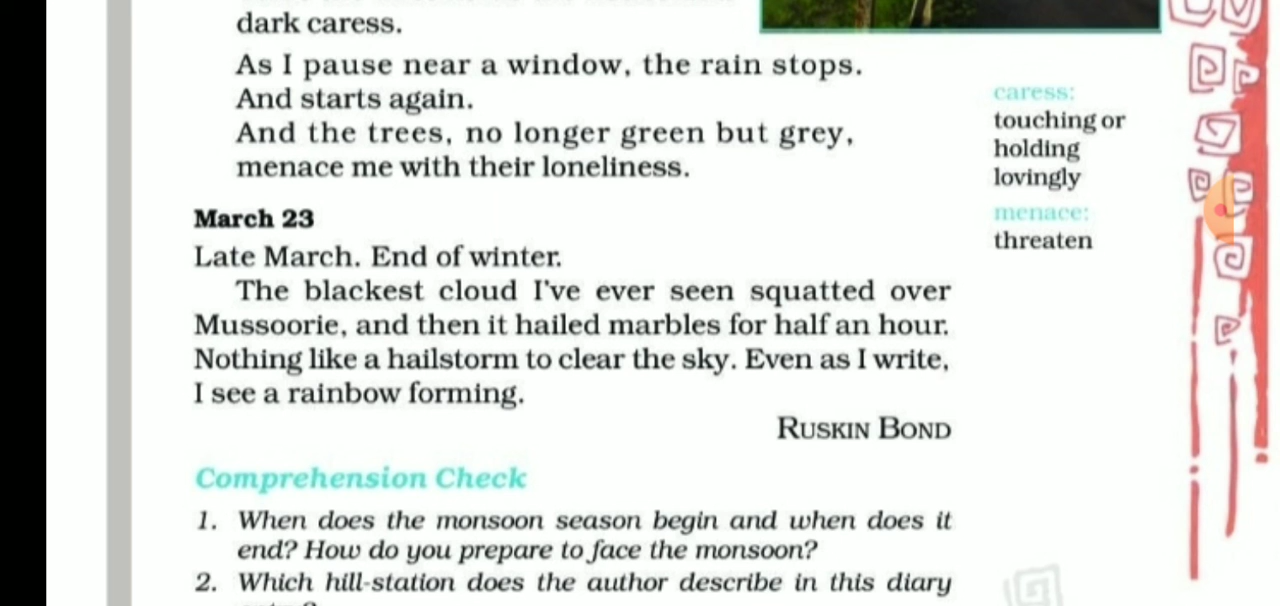 dark caress.
As I pause near a window, the rain stops.
And starts again.
And the trees, no longer green but grey,
menace me with their loneliness.
caress:
touching or
holding
lovingly
menace:
threaten
March 23
Late March. End of winter.
The blackest cloud I've ever seen squatted over
Mussoorie, and then it hailed marbles for half an hour.
Nothing like a hailstorm to clear the sky. Even as I write,
I see a rainbow forming.
RUSKIN BOND
Comprehension Check
1. When does the monsoon season begin and when does it
end? How do you prepare to face the monsoon?
2. Which hill-station does the author describe in this diary